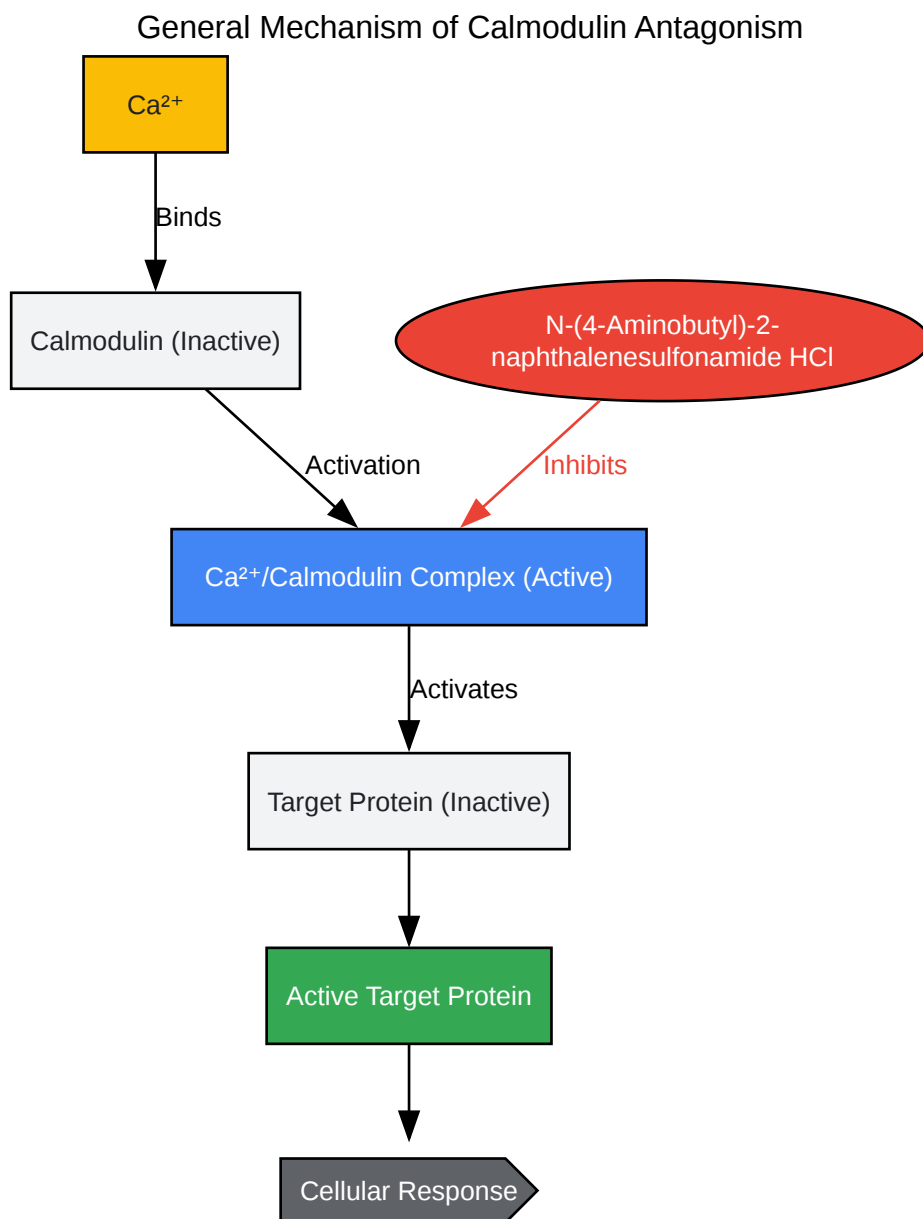 General Mechanism of Calmodulin Antagonism
Ca²⁺
Binds
Calmodulin (Inactive)
N-(4-Aminobutyl)-2-
naphthalenesulfonamide HCl
Activation
Inhibits
Ca²⁺/Calmodulin Complex (Active)
Activates
Target Protein (Inactive)
Active Target Protein
Cellular Response